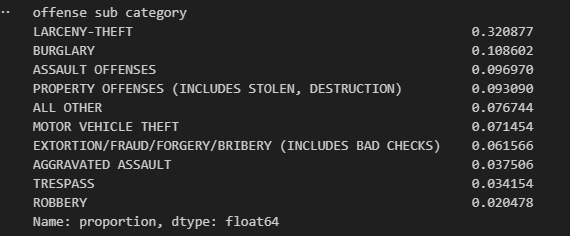 offense sub category
LARCENY-THEFT 0.320877
BURGLARY 0.108602
ASSAULT OFFENSES 0.096970
PROPERTY OFFENSES (INCLUDES STOLEN, DESTRUCTION) 0.093090
ALL OTHER 0.076744
MOTOR VEHICLE THEFT 0.071454
EXTORTION/FRAUD/FORGERY/BRIBERY (INCLUDES BAD CHECKS) 0.061566
AGGRAVATED ASSAULT 0.037506
TRESPASS 0.034154
ROBBERY 0.020478
Name: proportion, dtype: float64